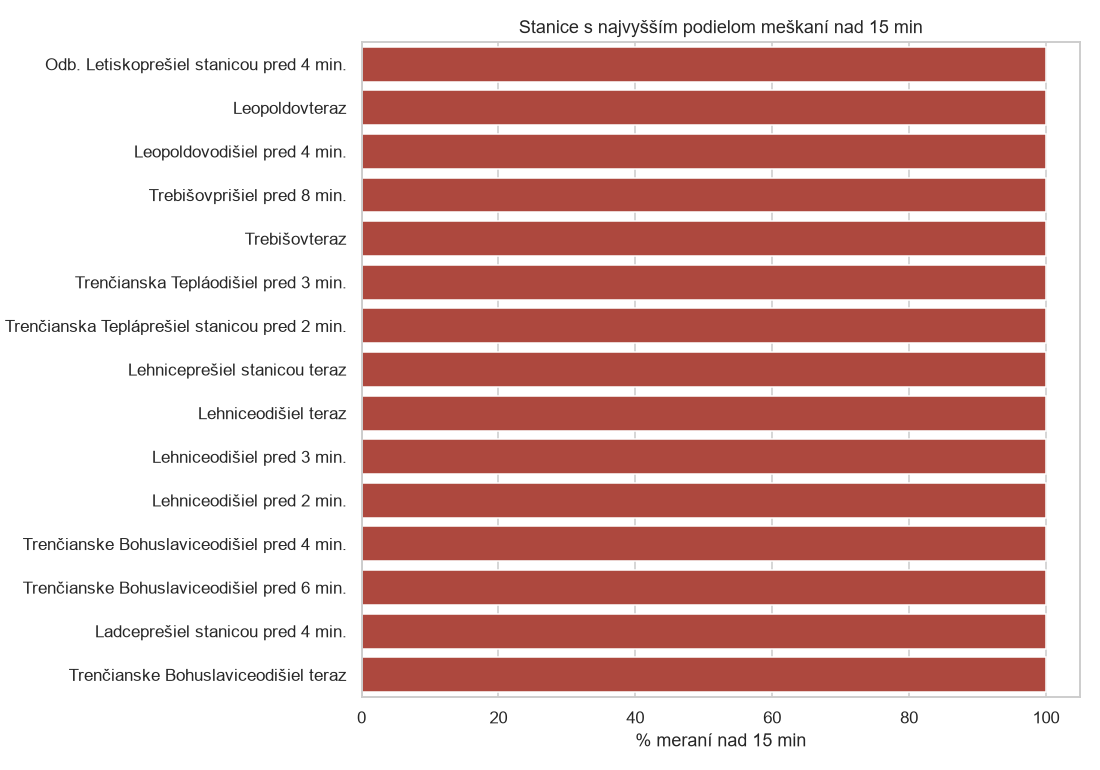 Stanice s najvyšším podielom meškaní nad 15 min
Odb. Letiskoprešiel stanicou pred 4 min.
Leopoldovteraz
Leopoldovodišiel pred 4 min.
Trebišovprišiel pred 8 min.
Trebišovteraz
Trenčianska Tepláodišiel pred 3 min.
Trenčianska Tepláprešiel stanicou pred 2 min.
Lehniceprešiel stanicou teraz
Lehniceodišiel teraz
Lehniceodišiel pred 3 min.
Lehniceodišiel pred 2 min.
Trenčianske Bohuslaviceodišiel pred 4 min.
Trenčianske Bohuslaviceodišiel pred 6 min.
Ladceprešiel stanicou pred 4 min.
Trenčianske Bohuslaviceodišiel teraz
0 20 40 60 80 100
% meraní nad 15 min